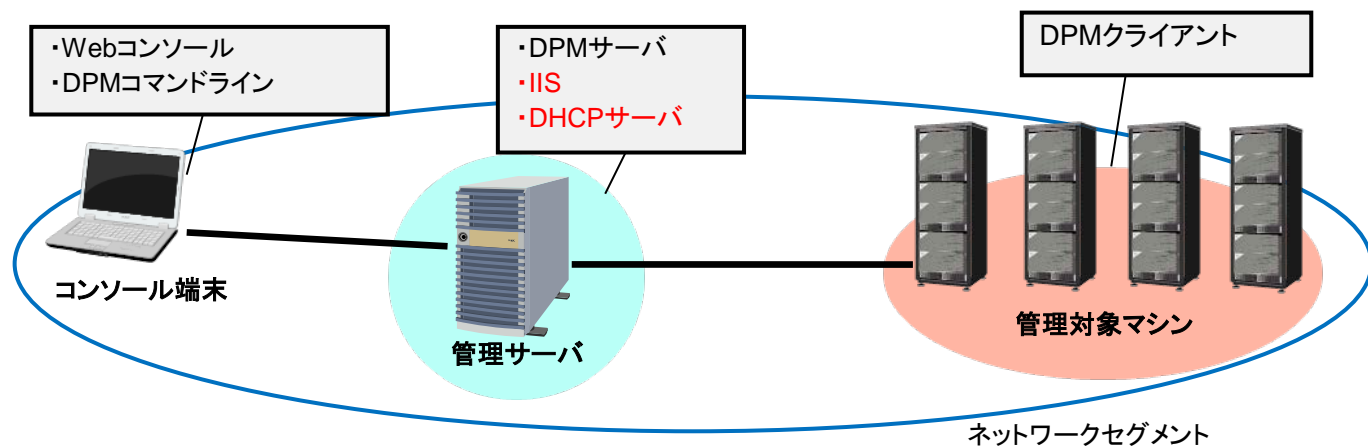 ・Webコンソール
・DPMコマンドライン
・DPMサーバ
・IIS
・DHCPサーバ
DPMクライアント
コンソール端末
管理サーバ
管理対象マシン
ネットワークセグメント